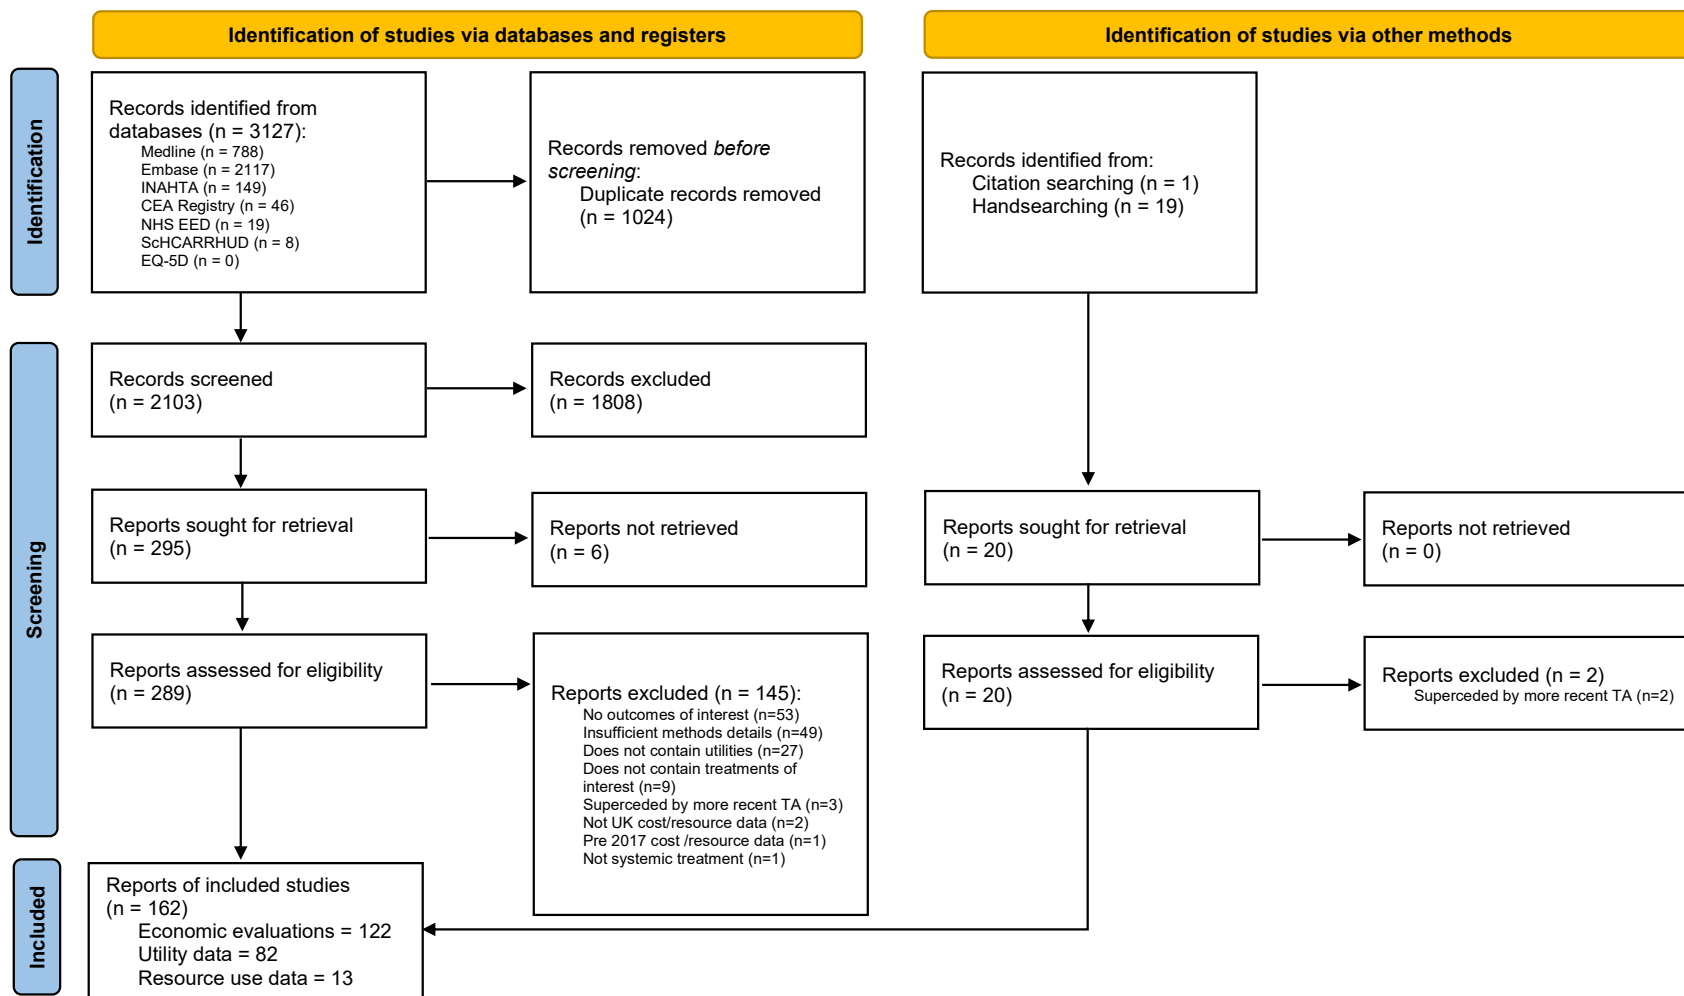 Identification of studies via databases and registers
Identification of studies via other methods
Identification
Records identified from
databases (n = 3127):
Medline (n = 788)
Embase (n = 2117)
INAHTA (n = 149)
CEA Registry (n = 46)
NHS EED (n = 19)
ScHCARRHUD (n = 8)
EQ-5D (n = 0)
Records removed before
screening:
Duplicate records removed
(n = 1024)
Records identified from:
Citation searching (n = 1)
Handsearching (n = 19)
Screening
Records screened
(n = 2103)
Records excluded
(n = 1808)
Reports sought for retrieval
(n = 295)
Reports not retrieved
(n = 6)
Reports sought for retrieval
(n = 20)
Reports not retrieved
(n = 0)
Reports assessed for eligibility
(n = 289)
Reports excluded (n = 145):
No outcomes of interest (n=53)
Insufficient methods details (n=49)
Does not contain utilities (n=27)
Does not contain treatments of
interest (n=9)
Superceded by more recent TA (n=3)
Not UK cost/resource data (n=2)
Pre 2017 cost /resource data (n=1)
Not systemic treatment (n=1)
Reports assessed for eligibility
(n = 20)
Reports excluded (n = 2)
Superceded by more recent TA (n=2)
Included
Reports of included studies
(n = 162)
Economic evaluations = 122
Utility data = 82
Resource use data = 13